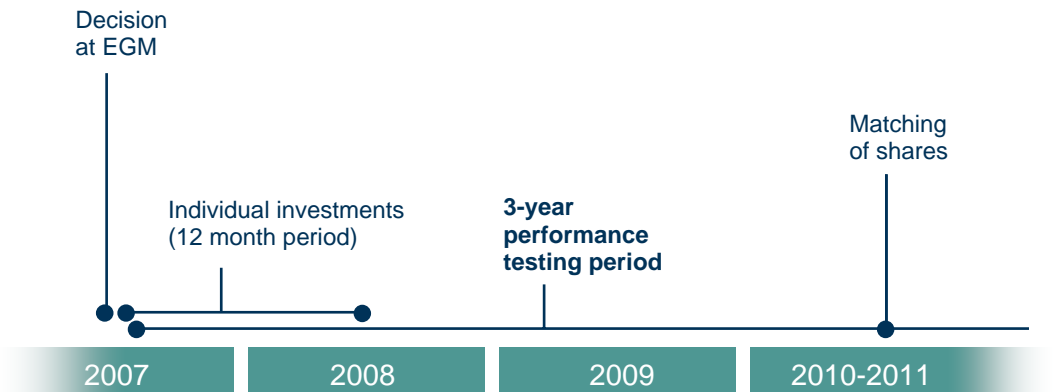 Decision
at EGM
Matching
of shares
Individual investments
(12 month period)
3-year
performance
testing period
2007
2008
2009
2010-2011